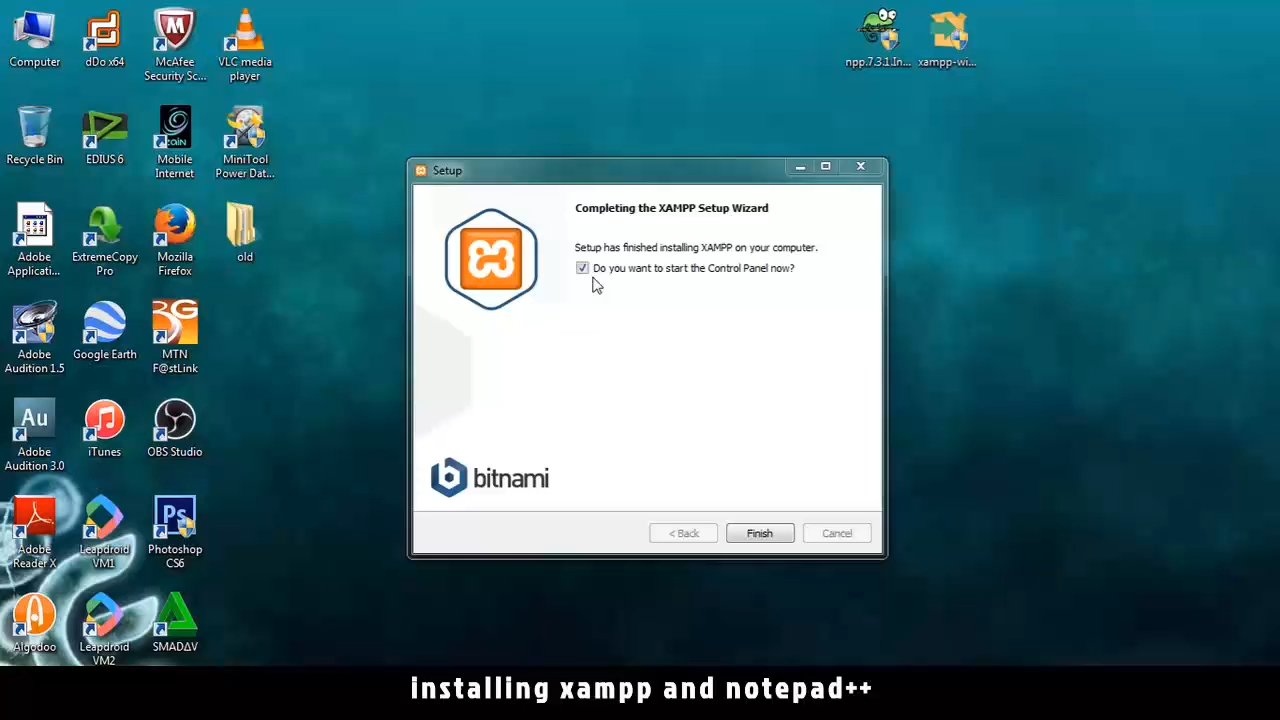 Computer
dDo x64
McAfee
Security Sc...
VLC media
player
npp.7.3.1.In...
xampp-wi...
Recycle Bin
EDIUS 6
Mobile
Internet
MiniTool
Power Dat...
Adobe
Applicati...
ExtremeCopy
Pro
Mozilla
Firefox
old
Adobe
Audition 1.5
Google Earth
3G
MTN
F@stLink
Au
Adobe
Audition 3.0
iTunes
OBS Studio
Adobe
Reader X
Leapdroid
VM1
Ps
Photoshop
CS6
Algodoo
Leapdroid
VM2
SMADΔV
Setup
Completing the XAMPP Setup Wizard
Setup has finished installing XAMPP on your computer.
Do you want to start the Control Panel now?
bitnami
< Back
Finish
Cancel
installing xampp and notepad++